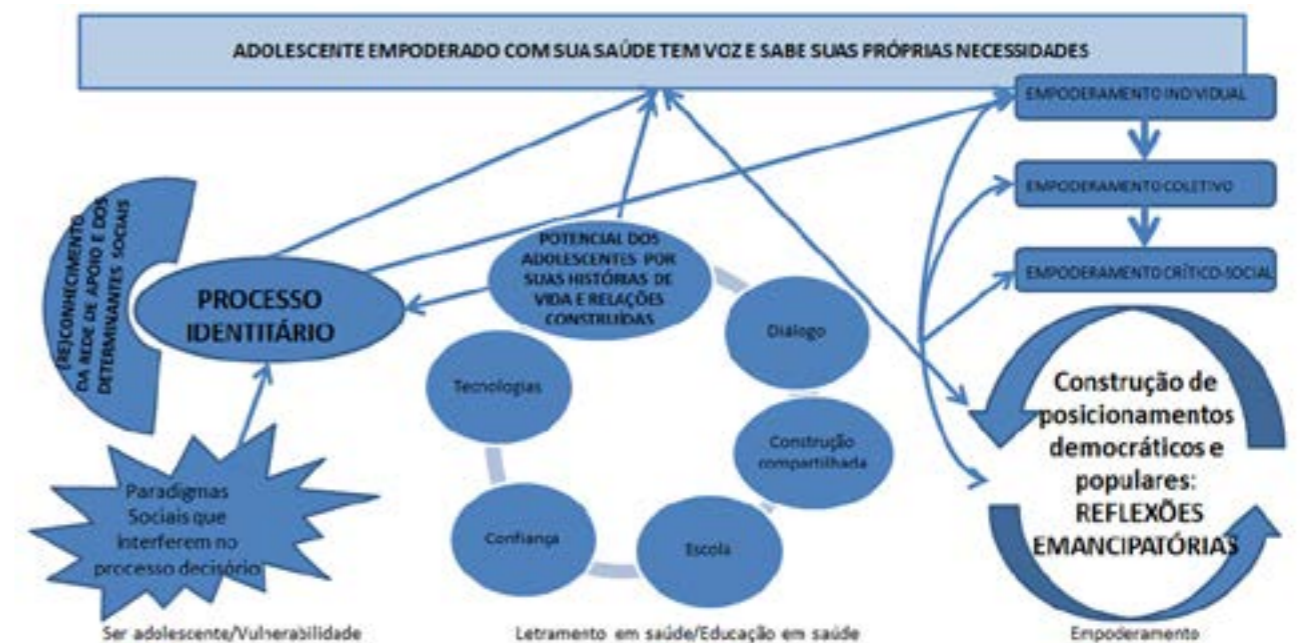 ADOLESCENTE EMPODERADO COM SUA SAÚDE TEM VOZ E SABE SUAS PRÓPRIAS NECESSIDADES
EMPODERAMENTO INDIVIDUAL
EMPODERAMENTO COLETIVO
EMPODERAMENTO CRÍTICO-SOCIAL
(RE)CONHECIMENTO
DA REDE DE APOIO E DOS
DETERMINANTES SOCIAIS
PROCESSO
IDENTITÁRIO
Paradigmas
Sociais que
interferem no
processo decisório
Ser adolescente/Vulnerabilidade
POTENCIAL DOS
ADOLESCENTES POR
SUAS HISTÓRIAS DE
VIDA E RELAÇÕES
CONSTRUÍDAS
Diálogo
Construção
compartilhada
Escola
Confiança
Tecnologias
Letramento em saúde/Educação em saúde
Construção de
posicionamentos
democráticos e
populares:
REFLEXÕES
EMANCIPATÓRIAS
Empoderamento